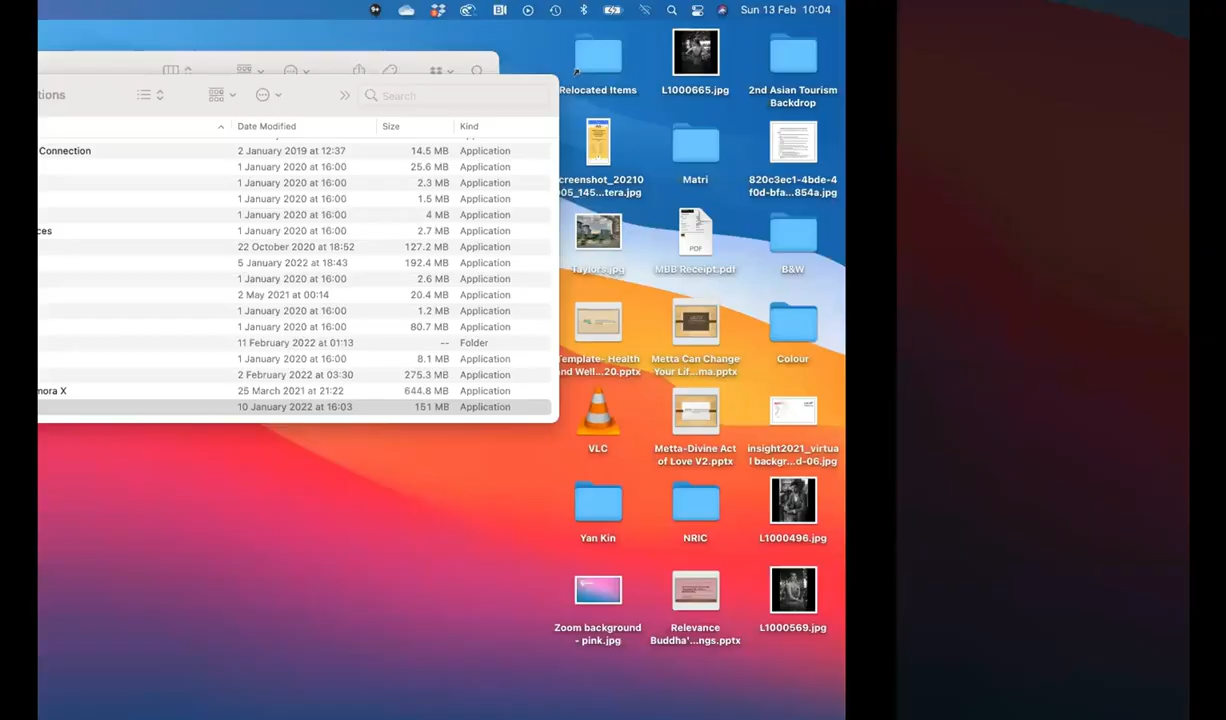 Sun 13 Feb 10:04
tions
Search
Date Modified
Size
Kind
Connection
2 January 2019 at 12:37
14.5 MB
Application
1 January 2020 at 16:00
25.6 MB
Application
1 January 2020 at 16:00
2.3 MB
Application
1 January 2020 at 16:00
1.5 MB
Application
1 January 2020 at 16:00
4 MB
Application
ces
1 January 2020 at 16:00
2.7 MB
Application
22 October 2020 at 18:52
127.2 MB
Application
5 January 2022 at 18:43
192.4 MB
Application
1 January 2020 at 16:00
2.6 MB
Application
2 May 2021 at 00:14
20.4 MB
Application
1 January 2020 at 16:00
1.2 MB
Application
1 January 2020 at 16:00
80.7 MB
Application
11 February 2022 at 01:13
--
Folder
1 January 2020 at 16:00
8.1 MB
Application
2 February 2022 at 03:30
275.3 MB
Application
nora X
25 March 2021 at 21:22
644.8 MB
Application
10 January 2022 at 16:03
151 MB
Application
Relocated Items
L1000665.jpg
2nd Asian Tourism
Backdrop
creenshot_20210
05_145...tera.jpg
Matri
820c3ec1-4bde-4
f0d-bfa...854a.jpg
PDF
Taylors.jpg
MBB Receipt.pdf
B&W
Template- Health
and Well...20.pptx
Metta Can Change
Your Lif...ma.pptx
Colour
VLC
Metta-Divine Act
of Love V2.pptx
insight2021_virtua
l backgr...d-06.jpg
Yan Kin
NRIC
L1000496.jpg
Zoom background
- pink.jpg
Relevance
Buddha'...ngs.pptx
L1000569.jpg